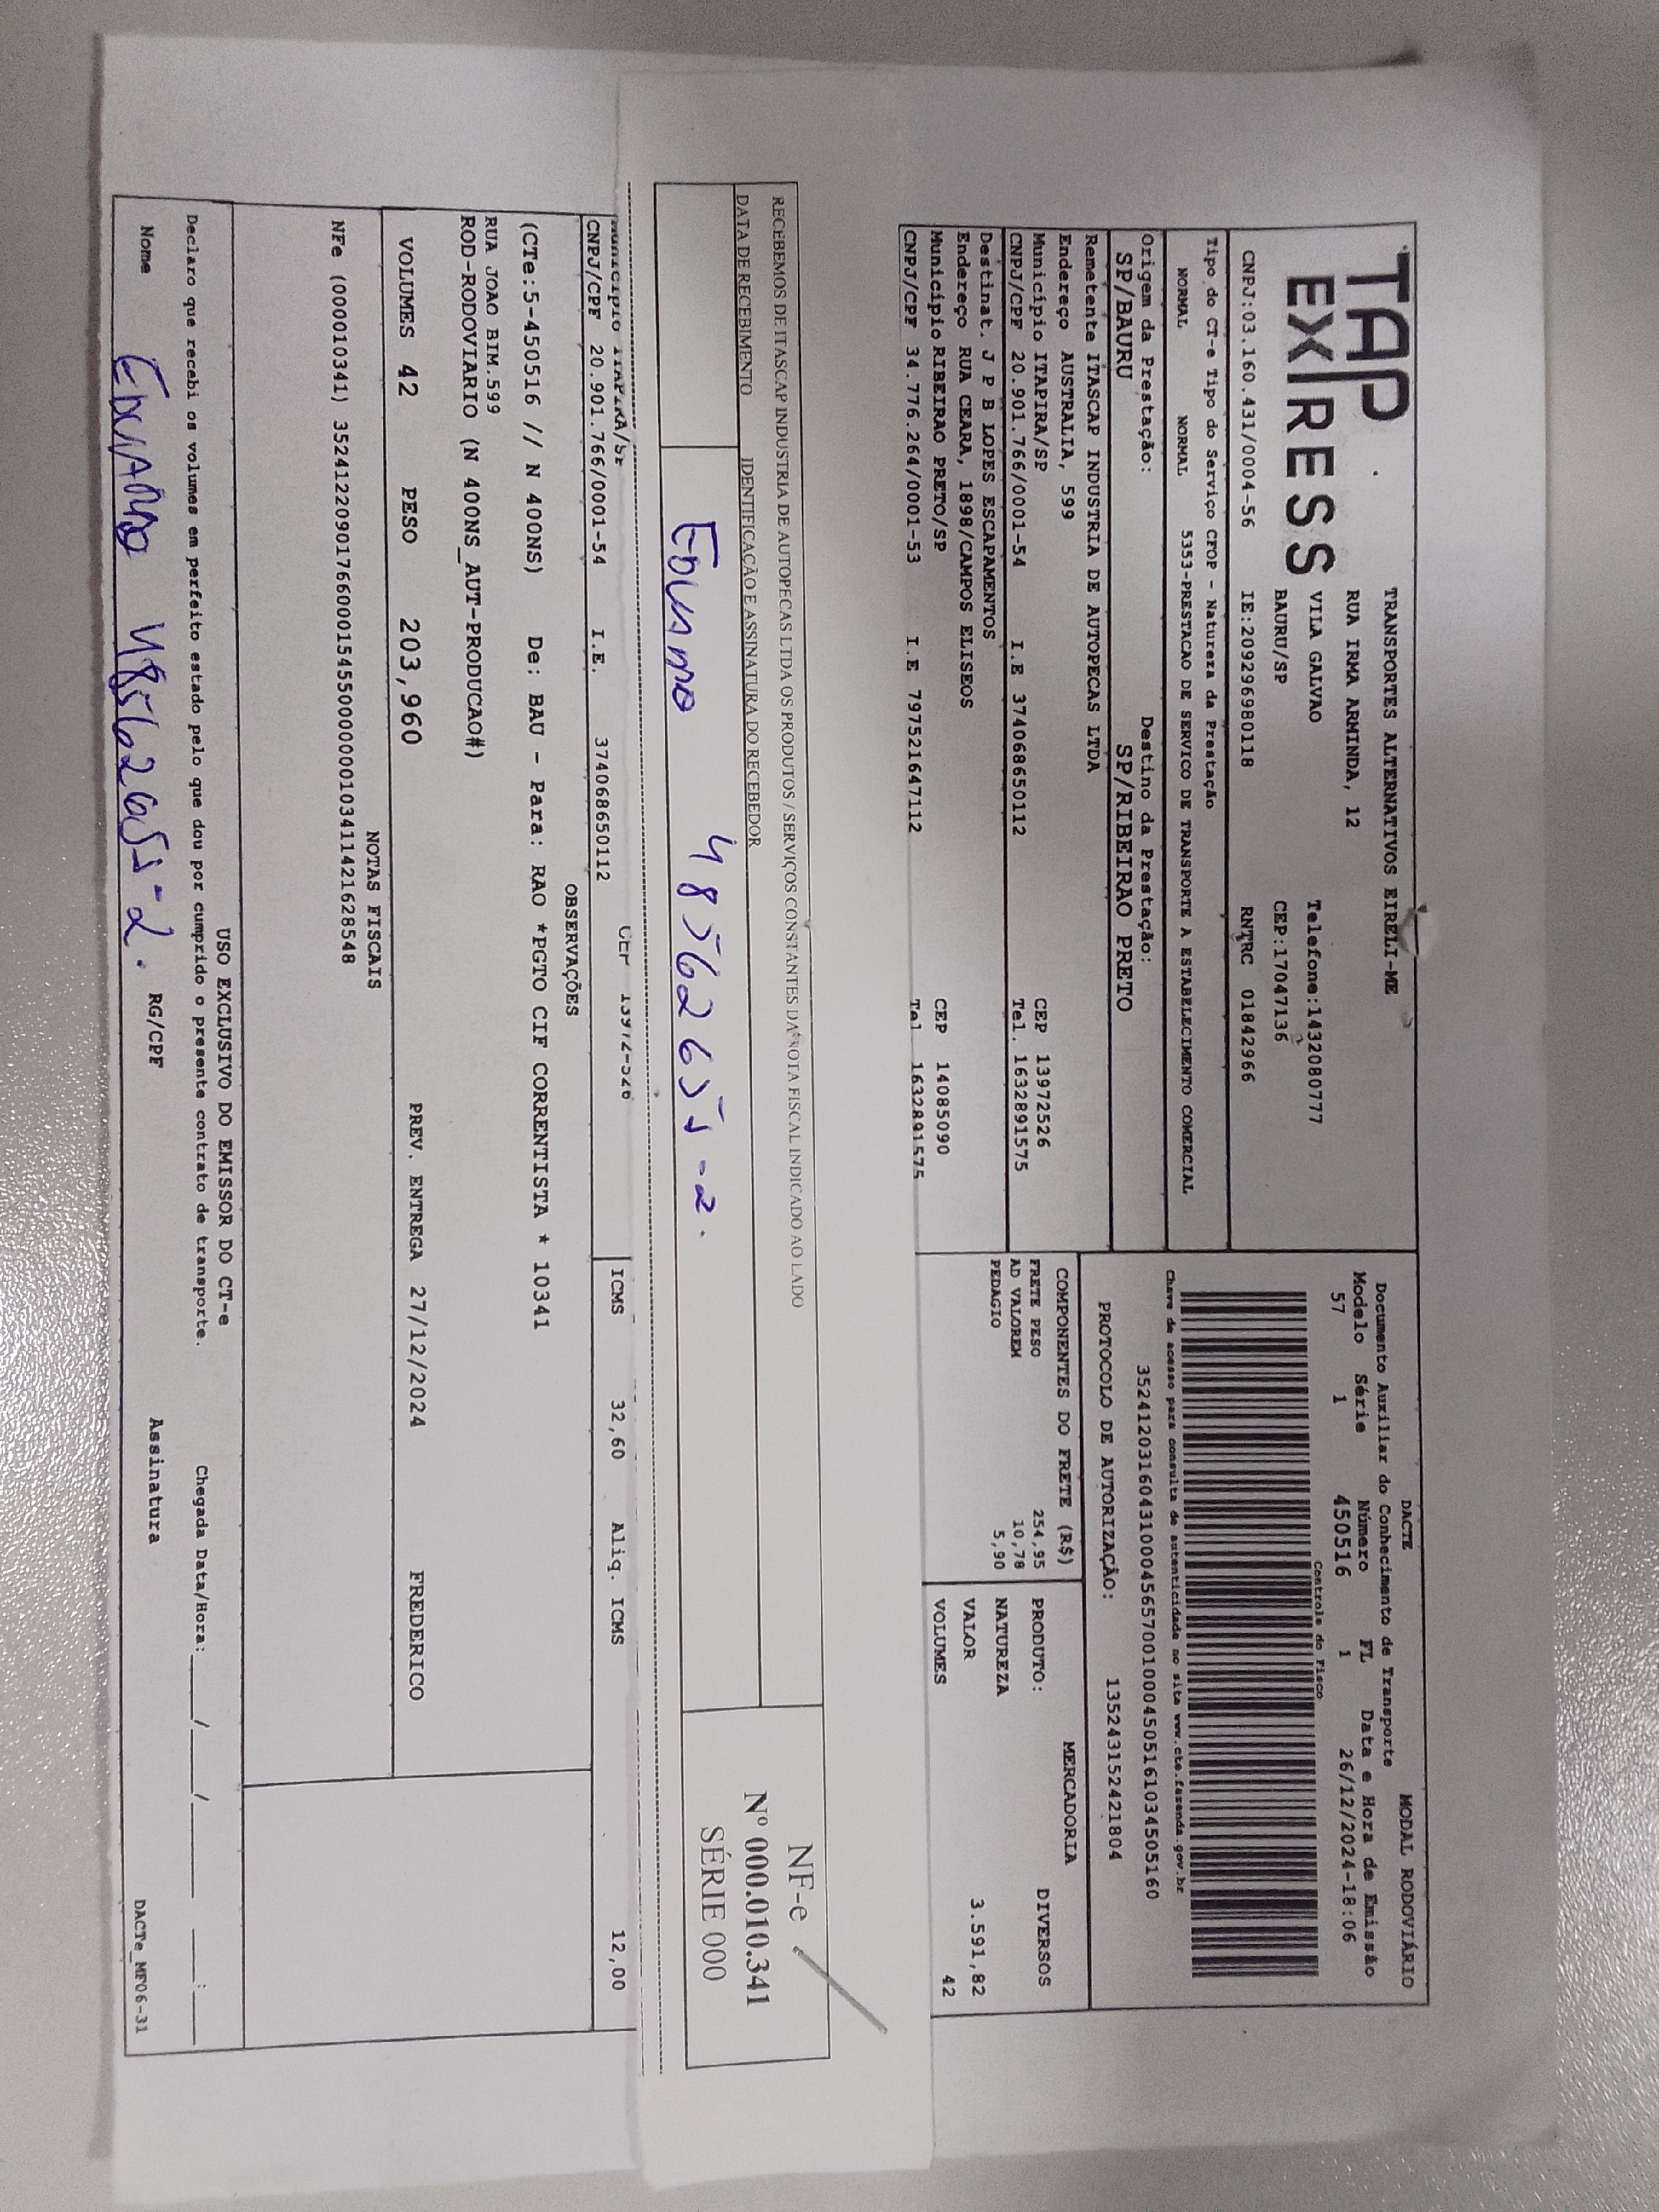 TAP
EXPRESS
TRANSPORTES ALTERNATIVOS EIRELI-ME
RUA IRMA ARMINDA, 12
VILA GALVAO Telefone:1432080777
BAURU/SP CEP:17047136
CNPJ:03.160.431/0004-56 IE:209296980118 RNTRC 01842966
DACTE MODAL RODOVIÁRIO
Documento Auxiliar do Conhecimento de Transporte
Modelo Série Número FL Data e Hora de Emissão
57 1 450516 1 26/12/2024-18:06
Controle do Fisco
Tipo do CT-e Tipo do Serviço CFOP - Natureza da Prestação
NORMAL NORMAL 5353-PRESTACAO DE SERVICO DE TRANSPORTE A ESTABELECIMENTO COMERCIAL
Chave de acesso para consulta de autenticidade no site www.cte.fazenda.gov.br
35241203160431000456570010004505161034505160
Origem da Prestação: Destino da Prestação:
SP/BAURU SP/RIBEIRAO PRETO
PROTOCOLO DE AUTORIZAÇÃO: 135243152421804
Remetente ITASCAP INDUSTRIA DE AUTOPECAS LTDA
Endereço AUSTRALIA, 599
Município ITAPIRA/SP CEP 13972526
CNPJ/CPF 20.901.766/0001-54 I.E 374068650112 Tel. 1632891575
Destinat. J P B LOPES ESCAPAMENTOS
Endereço RUA CEARA, 1898/CAMPOS ELISEOS
Município RIBEIRAO PRETO/SP CEP 14085090
CNPJ/CPF 34.776.264/0001-53 I.E 797521647112 Tel 1632891575
COMPONENTES DO FRETE (R$)
FRETE PESO 254,95
AD VALOREM 10,78
PEDAGIO 5,90
MERCADORIA
PRODUTO: DIVERSOS
NATUREZA
VALOR 3.591,82
VOLUMES 42
RECEBEMOS DE ITASCAP INDUSTRIA DE AUTOPECAS LTDA OS PRODUTOS / SERVIÇOS CONSTANTES DA NOTA FISCAL INDICADO AO LADO
DATA DE RECEBIMENTO IDENTIFICAÇÃO E ASSINATURA DO RECEBEDOR
48562655-2.
NF-e
Nº 000.010.341
SÉRIE 000
Município ITAPIRA/SP
CNPJ/CPF 20.901.766/0001-54 I.E. 374068650112
ICMS 32,60 Aliq. ICMS 12,00
OBSERVAÇÕES
(CTe:5-450516 // N 400NS) De: BAU - Para: RAO *PGTO CIF CORRENTISTA * 10341
RUA JOAO BIM.599
ROD-RODOVIARIO (N 400NS_AUT-PRODUCAO#)
VOLUMES 42 PESO 203,960 PREV. ENTREGA 27/12/2024 FREDERICO
NOTAS FISCAIS
NFe (000010341) 35241220901766000154550000000103411421628548
USO EXCLUSIVO DO EMISSOR DO CT-e
Declaro que recebi os volumes em perfeito estado pelo que dou por cumprido o presente contrato de transporte. Chegada Data/Hora:____/____/______ ____:____
Nome Eduardo 48562655-2. RG/CPF Assinatura
DACTe_MF06-31